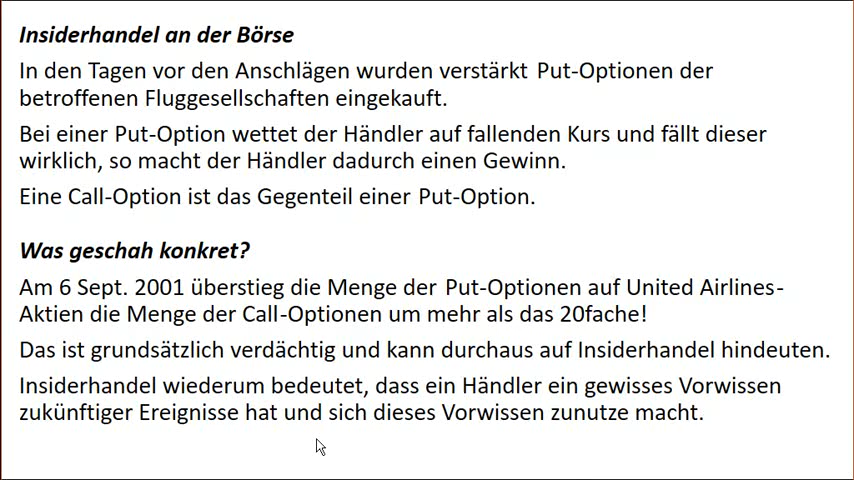 Insiderhandel an der Börse
In den Tagen vor den Anschlägen wurden verstärkt Put-Optionen der
betroffenen Fluggesellschaften eingekauft.
Bei einer Put-Option wettet der Händler auf fallenden Kurs und fällt dieser
wirklich, so macht der Händler dadurch einen Gewinn.
Eine Call-Option ist das Gegenteil einer Put-Option.
Was geschah konkret?
Am 6 Sept. 2001 überstieg die Menge der Put-Optionen auf United Airlines-
Aktien die Menge der Call-Optionen um mehr als das 20fache!
Das ist grundsätzlich verdächtig und kann durchaus auf Insiderhandel hindeuten.
Insiderhandel wiederum bedeutet, dass ein Händler ein gewisses Vorwissen
zukünftiger Ereignisse hat und sich dieses Vorwissen zunutze macht.